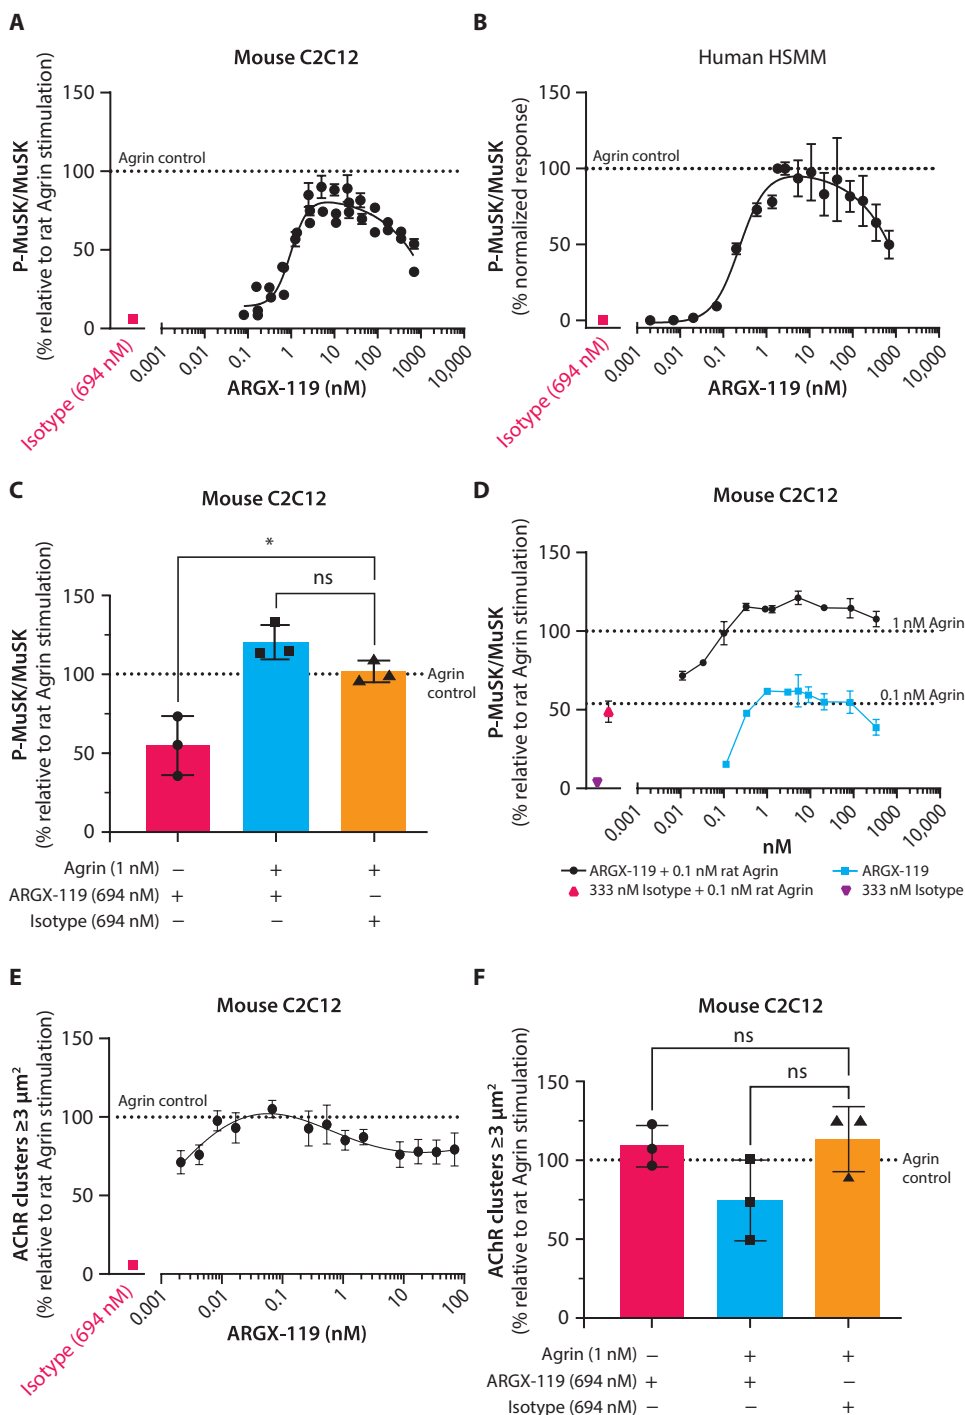 A
Mouse C2C12
P-MuSK/MuSK
(% relative to rat Agrin stimulation)
150
100
50
0
Agrin control
Isotype (694 nM)
0.001
0.01
0.1
1
10
100
1000
10,000
ARGX-119 (nM)
B
Human HSMM
P-MuSK/MuSK
(% normalized response)
150
100
50
0
Agrin control
Isotype (694 nM)
0.001
0.01
0.1
1
10
100
1000
10,000
ARGX-119 (nM)
C
Mouse C2C12
P-MuSK/MuSK
(% relative to rat Agrin stimulation)
150
100
50
0
*
ns
Agrin
control
Agrin (1 nM) − + +
ARGX-119 (694 nM) + + −
Isotype (694 nM) − − +
D
Mouse C2C12
P-MuSK/MuSK
(% relative to rat Agrin stimulation)
150
100
50
0
1 nM Agrin
0.1 nM Agrin
0.001
0.01
0.1
1
10
100
1000
10,000
nM
ARGX-119 + 0.1 nM rat Agrin
ARGX-119
333 nM Isotype + 0.1 nM rat Agrin
333 nM Isotype
E
Mouse C2C12
AChR clusters ≥3 µm²
(% relative to rat Agrin stimulation)
150
100
50
0
Agrin control
Isotype (694 nM)
0.001
0.01
0.1
1
10
100
ARGX-119 (nM)
F
Mouse C2C12
AChR clusters ≥3 µm²
(% relative to rat Agrin stimulation)
150
100
50
0
ns
ns
Agrin
control
Agrin (1 nM) − + +
ARGX-119 (694 nM) + + −
Isotype (694 nM) − − +